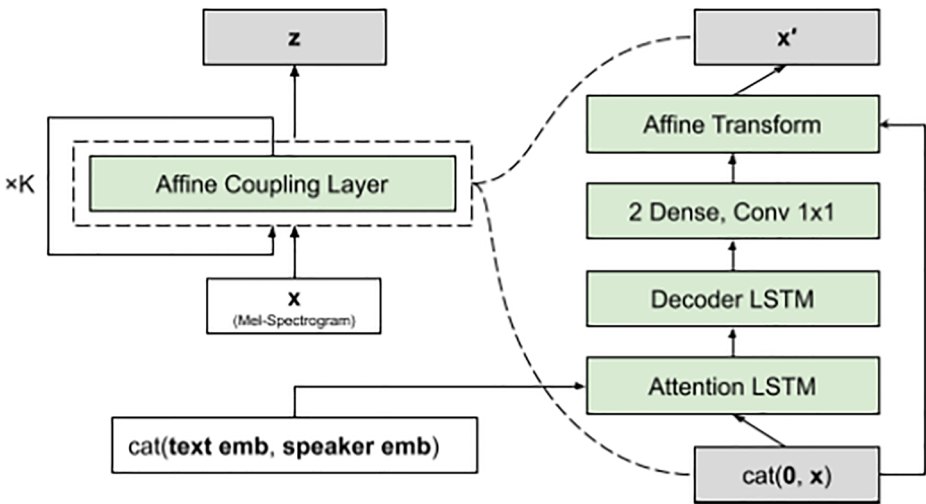 z
x′
Affine Transform
×K
Affine Coupling Layer
2 Dense, Conv 1x1
x
(Mel-Spectrogram)
Decoder LSTM
Attention LSTM
cat(text emb, speaker emb)
cat(0, x)